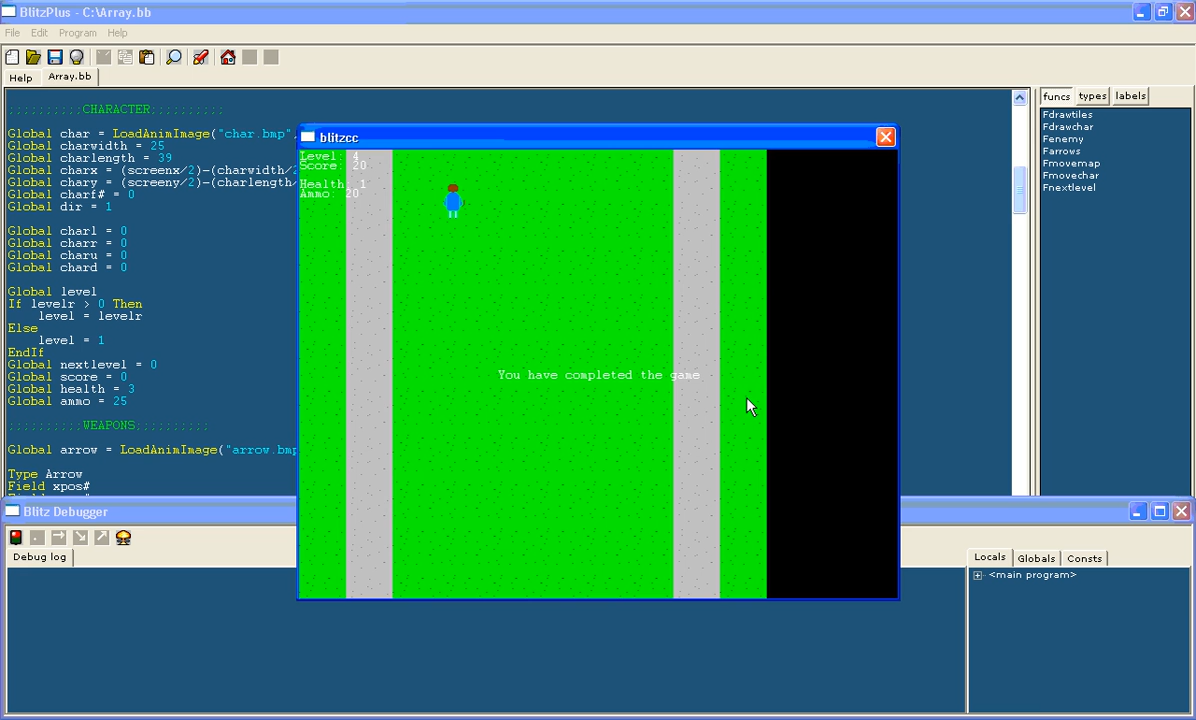 BlitzPlus - C:\Array.bb
File Edit Program Help
Help Array.bb
funcs types labels
;;;;;;;;;;CHARACTER;;;;;;;;;;
Global char = LoadAnimImage("char.bmp"
Global charwidth = 25
Global charlength = 39
Global charx = (screenx/2)-(charwidth/2
Global chary = (screeny/2)-(charlength/
Global charf# = 0
Global dir = 1
Global charl = 0
Global charr = 0
Global charu = 0
Global chard = 0
Global level
If levelr > 0 Then
level = levelr
Else
level = 1
EndIf
Global nextlevel = 0
Global score = 0
Global health = 3
Global ammo = 25
;;;;;;;;;;WEAPONS;;;;;;;;;;
Global arrow = LoadAnimImage("arrow.bmp
Type Arrow
Field xpos#
blitzcc
Level: 4
Score: 20
Health: 1
Ammo: 20
You have completed the game
Fdrawtiles
Fdrawchar
Fenemy
Farrows
Fmovemap
Fmovechar
Fnextlevel
Blitz Debugger
Debug log
Locals Globals Consts
<main program>